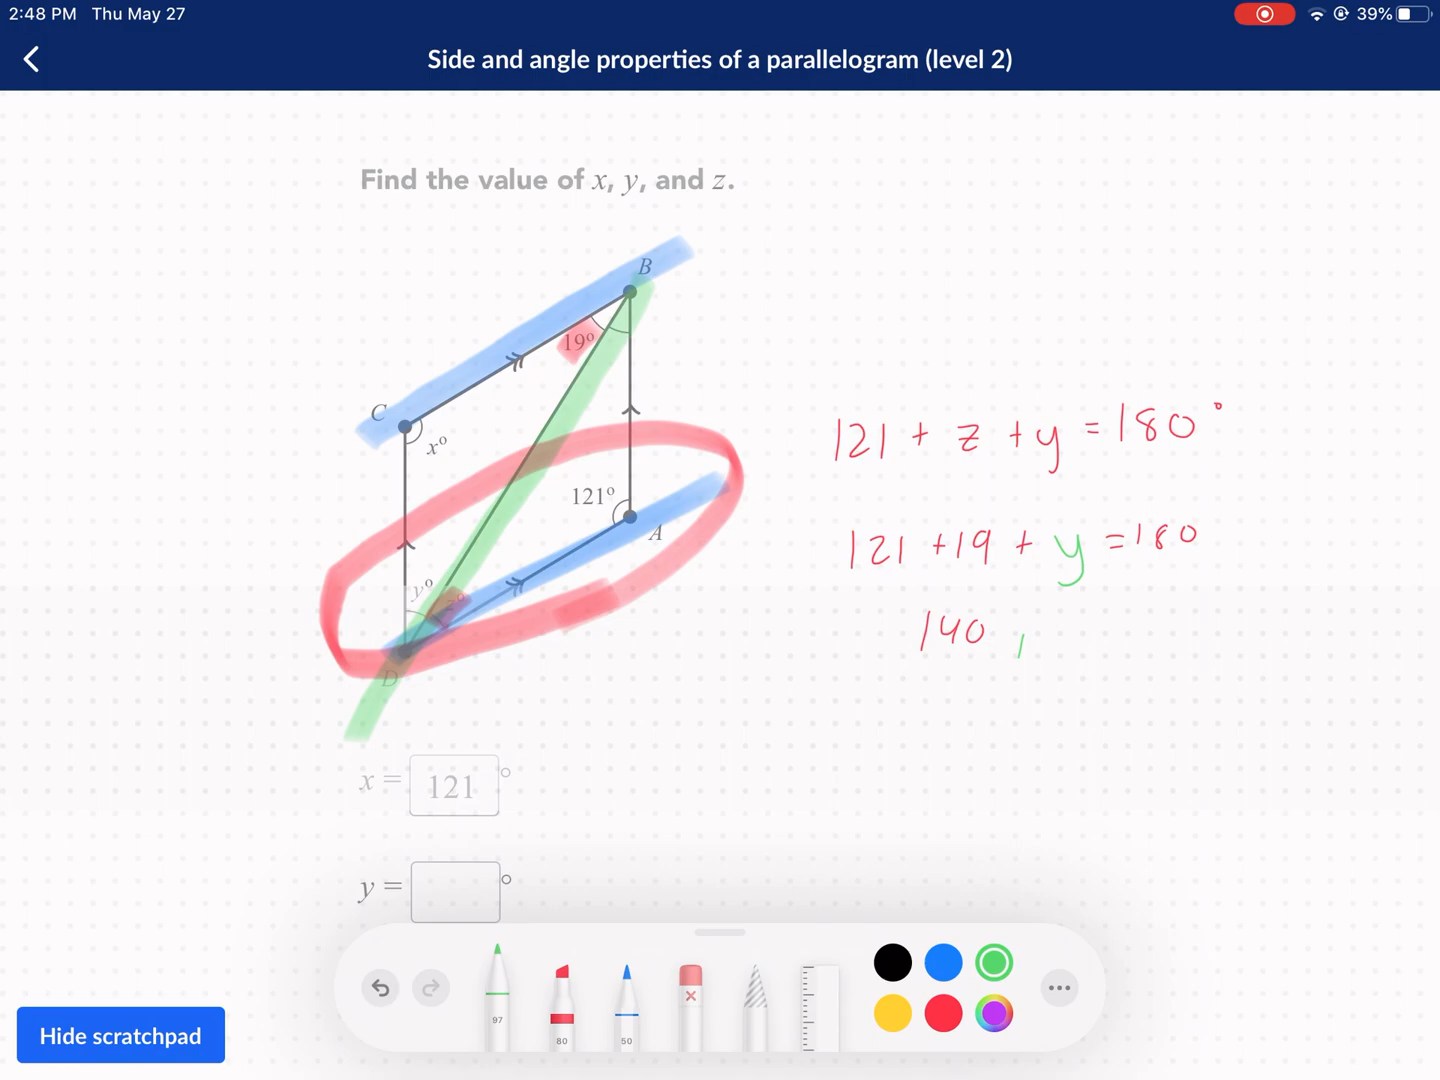 2:48 PM Thu May 27
39%
Side and angle properties of a parallelogram (level 2)
Find the value of x, y, and z.
B
19°
C
x°
121°
A
y°
D
121 + z + y = 180°
121 + 19 + y = 180
140
x = 121 °
y = °
97
80
50
Hide scratchpad